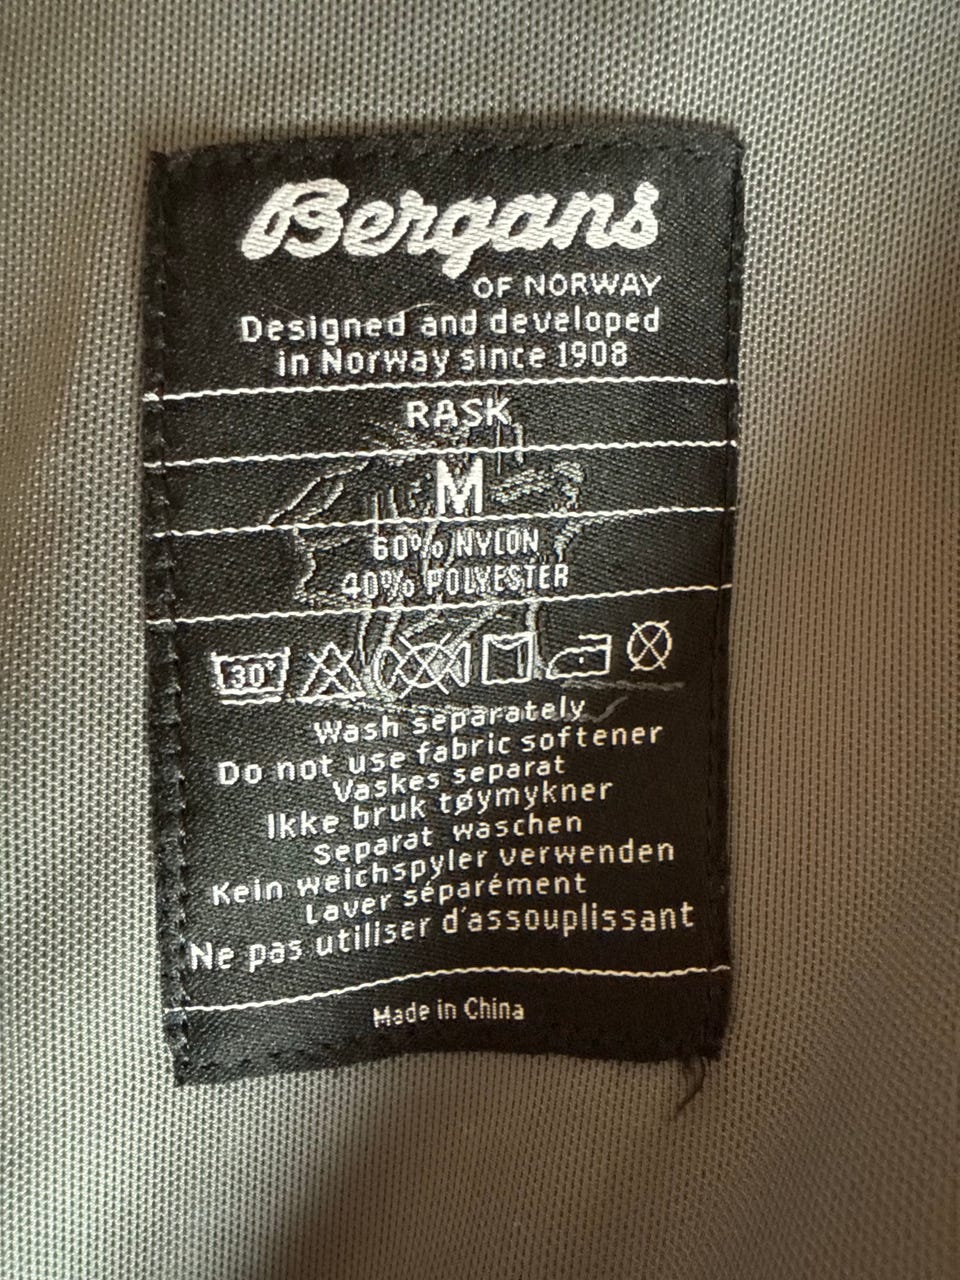 Bergans
OF NORWAY
Designed and developed
in Norway since 1908
RASK
M
60% NYLON
40% POLYESTER
30°
Wash separately
Do not use fabric softener
Vaskes separat
Ikke bruk tøymykner
Separat waschen
Kein weichspyler verwenden
Laver séparément
Ne pas utiliser d'assouplissant
Made in China